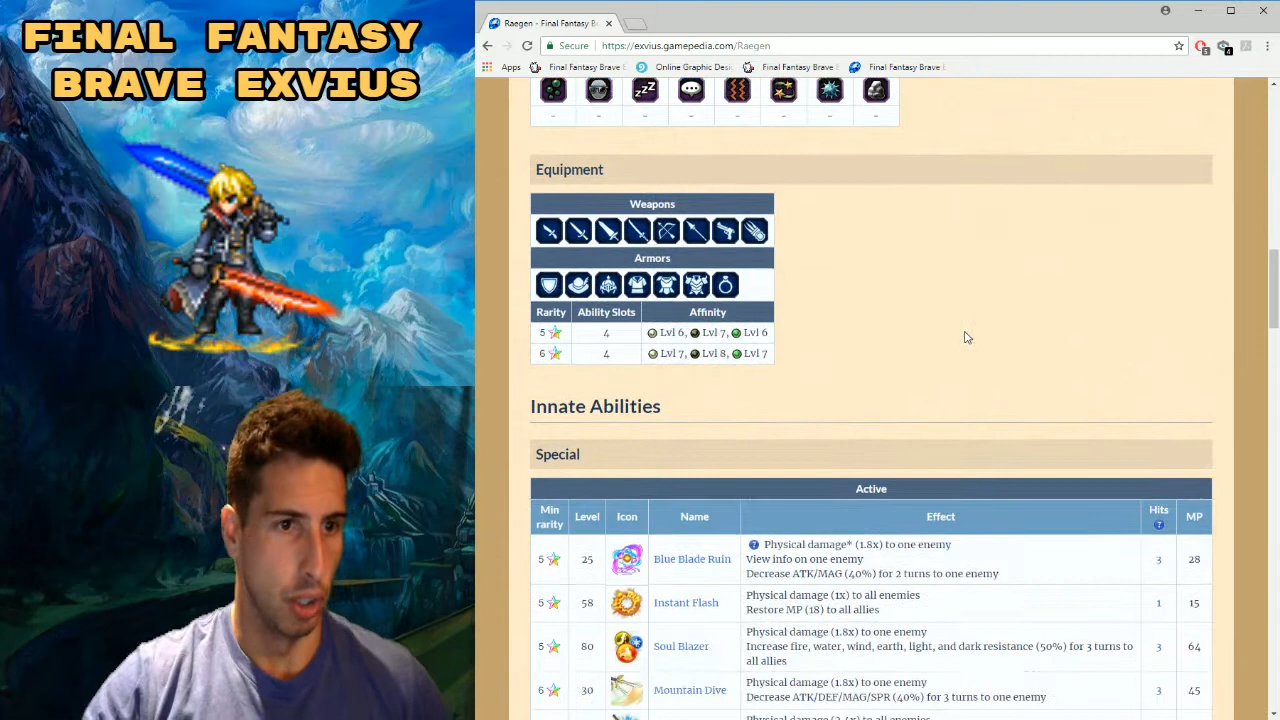 FINAL FANTASY
BRAVE EXVIUS
Raegen - Final Fantasy B
Secure
https://exvius.gamepedia.com/Raegen
Apps
Final Fantasy Brave E
Online Graphic Desi
Final Fantasy Brave E
Final Fantasy Brave E
zZZ
- - - - - - - -
Equipment
Weapons
Armors
Rarity Ability Slots Affinity
5 4 Lvl 6, Lvl 7, Lvl 6
6 4 Lvl 7, Lvl 8, Lvl 7
Innate Abilities
Special
Active
Min rarity
Level
Icon
Name
Effect
Hits
MP
5 25 Blue Blade Ruin
Physical damage* (1.8x) to one enemy
View info on one enemy
Decrease ATK/MAG (40%) for 2 turns to one enemy
3 28
5 58 Instant Flash
Physical damage (1x) to all enemies
Restore MP (18) to all allies
1 15
5 80 Soul Blazer
Physical damage (1.8x) to one enemy
Increase fire, water, wind, earth, light, and dark resistance (50%) for 3 turns to
all allies
3 64
6 30 Mountain Dive
Physical damage (1.8x) to one enemy
Decrease ATK/DEF/MAG/SPR (40%) for 3 turns to one enemy
3 45